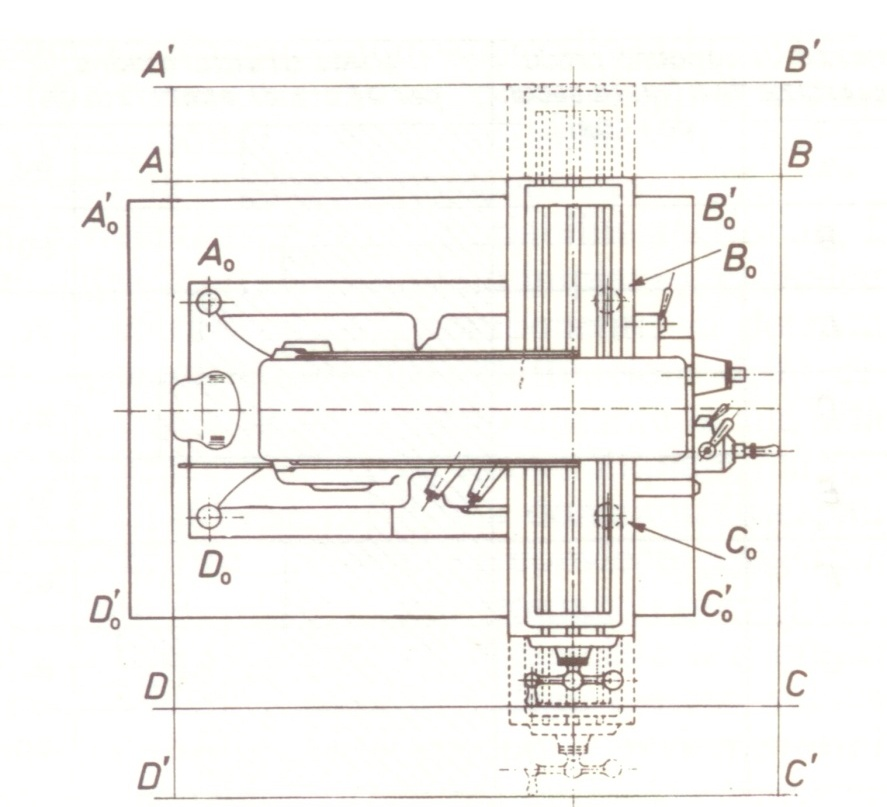 A' B'
A B
A'₀ B'₀
A₀ B₀
C₀
D₀
D'₀ C'₀
D C
D' C'